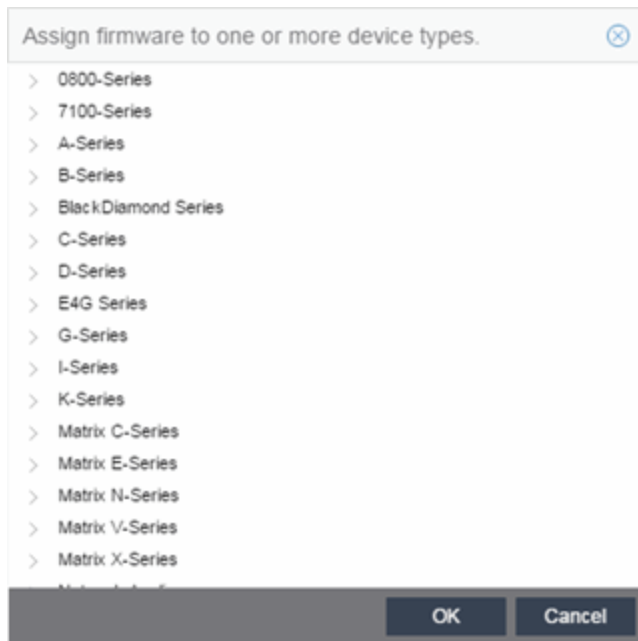 Assign firmware to one or more device types.
0800-Series
7100-Series
A-Series
B-Series
BlackDiamond Series
C-Series
D-Series
E4G Series
G-Series
I-Series
K-Series
Matrix C-Series
Matrix E-Series
Matrix N-Series
Matrix V-Series
Matrix X-Series
OK Cancel